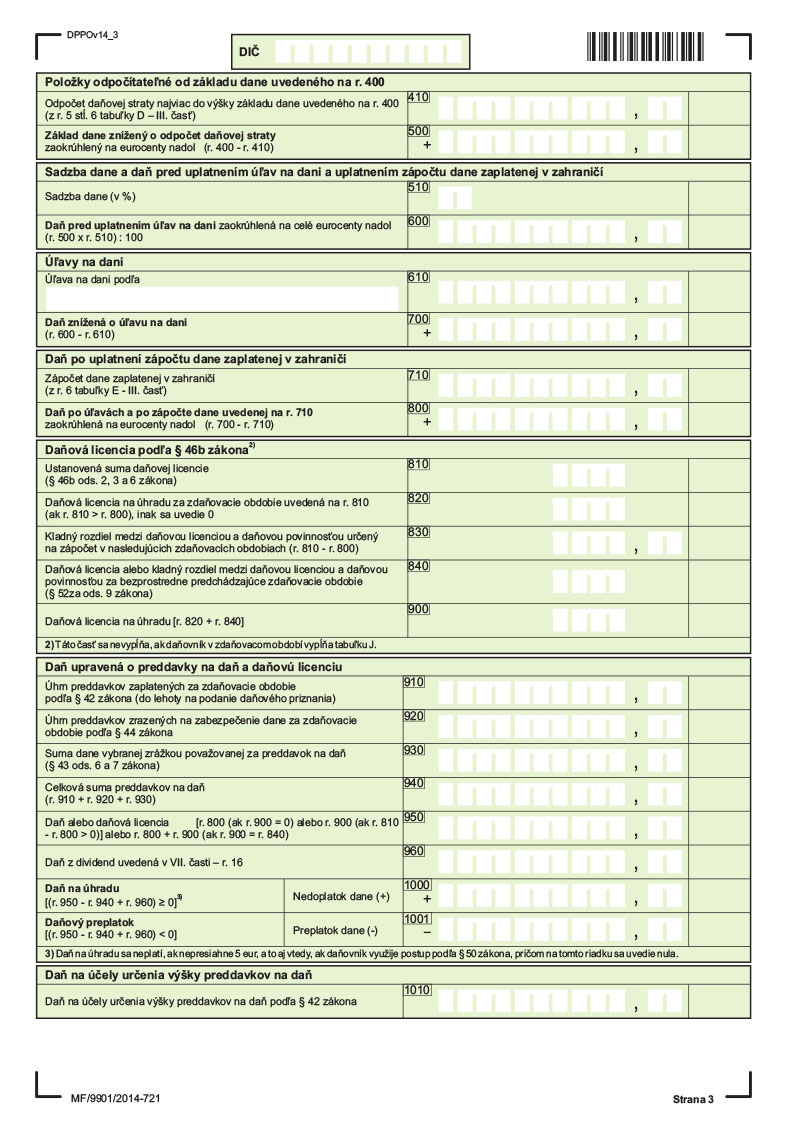 DPPOv14_3
DIČ
Položky odpočítateľné od základu dane uvedeného na r. 400
Odpočet daňovej straty najviac do výšky základu dane uvedeného na r. 400
(z r. 5 stĺ. 6 tabuľky D – III. časť)
410
,
Základ dane znížený o odpočet daňovej straty
zaokrúhlený na eurocenty nadol (r. 400 - r. 410)
500
+
,
Sadzba dane a daň pred uplatnením úľav na dani a uplatnením zápočtu dane zaplatenej v zahraničí
Sadzba dane (v %)
510
Daň pred uplatnením úľav na dani zaokrúhlená na celé eurocenty nadol
(r. 500 x r. 510) : 100
600
,
Úľavy na dani
Úľava na dani podľa
610
,
Daň znížená o úľavu na dani
(r. 600 - r. 610)
700
+
,
Daň po uplatnení zápočtu dane zaplatenej v zahraničí
Zápočet dane zaplatenej v zahraničí
(z r. 6 tabuľky E - III. časť)
710
,
Daň po úľavách a po zápočte dane uvedenej na r. 710
zaokrúhlená na eurocenty nadol (r. 700 - r. 710)
800
+
,
Daňová licencia podľa § 46b zákona2)
Ustanovená suma daňovej licencie
(§ 46b ods. 2, 3 a 6 zákona)
810
Daňová licencia na úhradu za zdaňovacie obdobie uvedená na r. 810
(ak r. 810 > r. 800), inak sa uvedie 0
820
Kladný rozdiel medzi daňovou licenciou a daňovou povinnosťou určený
na zápočet v nasledujúcich zdaňovacích obdobiach (r. 810 - r. 800)
830
,
Daňová licencia alebo kladný rozdiel medzi daňovou licenciou a daňovou
povinnosťou za bezprostredne predchádzajúce zdaňovacie obdobie
(§ 52za ods. 9 zákona)
840
Daňová licencia na úhradu [r. 820 + r. 840]
900
2) Táto časť sa nevypĺňa, ak daňovník v zdaňovacom období vypĺňa tabuľku J.
Daň upravená o preddavky na daň a daňovú licenciu
Úhrn preddavkov zaplatených za zdaňovacie obdobie
podľa § 42 zákona (do lehoty na podanie daňového priznania)
910
,
Úhrn preddavkov zrazených na zabezpečenie dane za zdaňovacie
obdobie podľa § 44 zákona
920
,
Suma dane vybranej zrážkou považovanej za preddavok na daň
(§ 43 ods. 6 a 7 zákona)
930
,
Celková suma preddavkov na daň
(r. 910 + r. 920 + r. 930)
940
,
Daň alebo daňová licencia [r. 800 (ak r. 900 = 0) alebo r. 900 (ak r. 810
- r. 800 > 0)] alebo r. 800 + r. 900 (ak r. 900 = r. 840)
950
,
Daň z dividend uvedená v VII. časti – r. 16
960
,
Daň na úhradu
[(r. 950 - r. 940 + r. 960) ≥ 0]3)
Nedoplatok dane (+)
1000
+
,
Daňový preplatok
[(r. 950 - r. 940 + r. 960) < 0]
Preplatok dane (-)
1001
–
,
3) Daň na úhradu sa neplatí, ak nepresiahne 5 eur, a to aj vtedy, ak daňovník využije postup podľa § 50 zákona, pričom na tomto riadku sa uvedie nula.
Daň na účely určenia výšky preddavkov na daň
Daň na účely určenia výšky preddavkov na daň podľa § 42 zákona
1010
,
MF/9901/2014-721
Strana 3